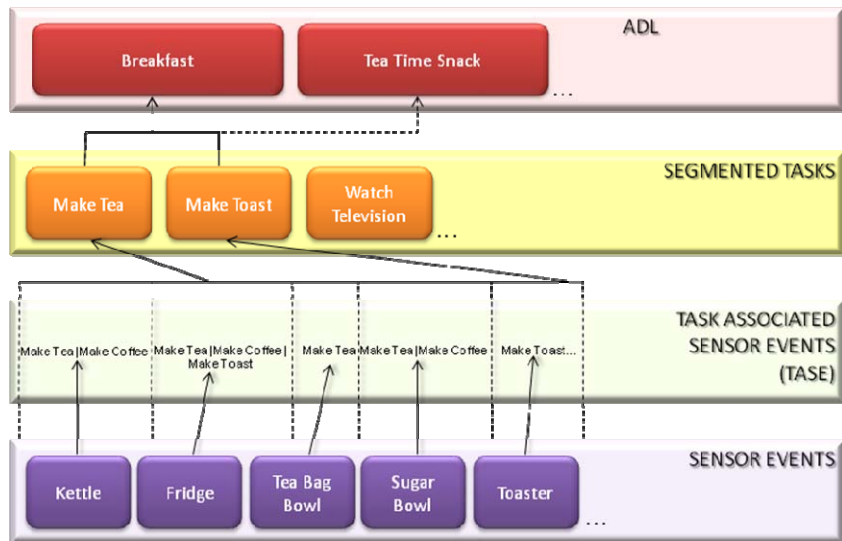 ADL
Breakfast
Tea Time Snack
...
SEGMENTED TASKS
Make Tea
Make Toast
Watch
Television
...
TASK ASSOCIATED
SENSOR EVENTS
(TASE)
Make Tea|Make Coffee
Make Tea|Make Coffee|
Make Toast
Make Tea
Make Tea|Make Coffee
Make Toast...
SENSOR EVENTS
Kettle
Fridge
Tea Bag
Bowl
Sugar
Bowl
Toaster
...